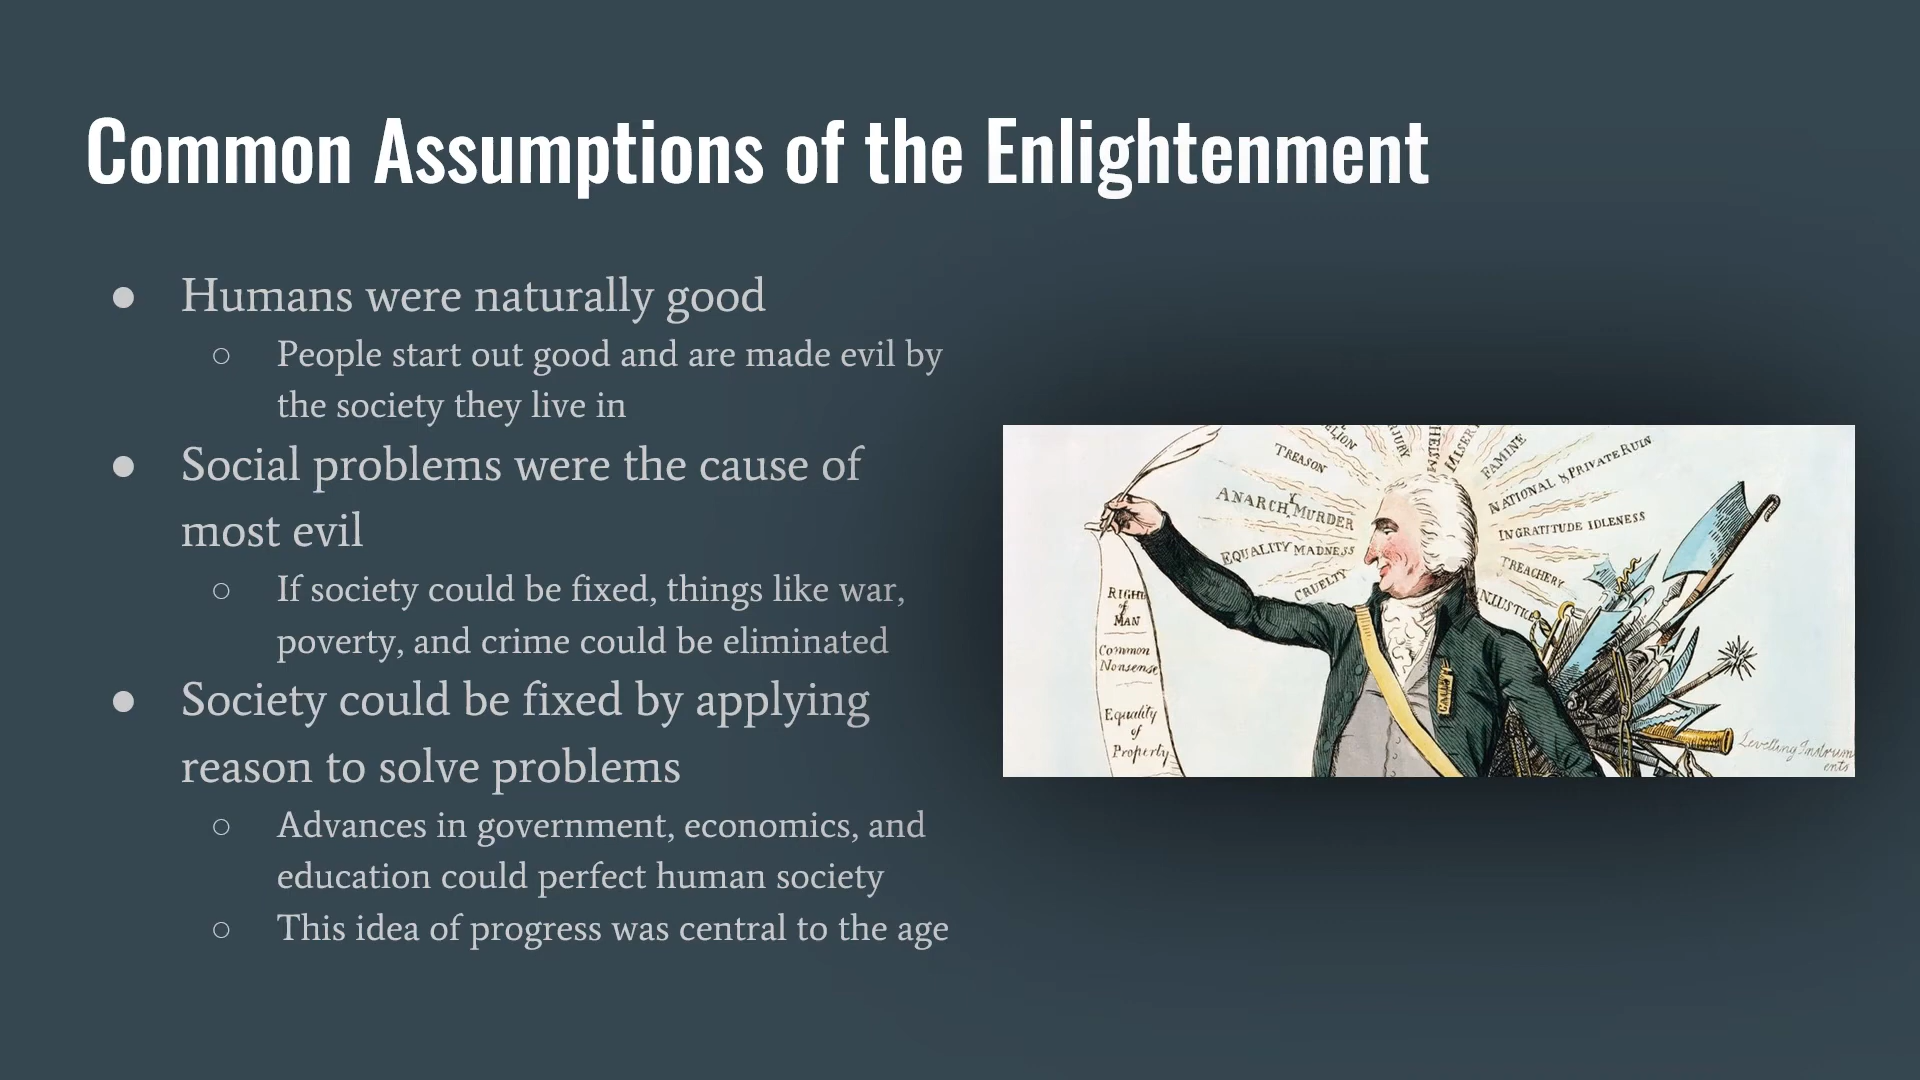 Common Assumptions of the Enlightenment
● Humans were naturally good
○ People start out good and are made evil by
the society they live in
● Social problems were the cause of
most evil
○ If society could be fixed, things like war,
poverty, and crime could be eliminated
● Society could be fixed by applying
reason to solve problems
○ Advances in government, economics, and
education could perfect human society
○ This idea of progress was central to the age
TREASON
ANARCHY MURDER
EQUALITY MADNESS
CRUELTY
FAMINE
NATIONAL & PRIVATE RUIN
INGRATITUDE IDLENESS
TREACHERY
RIGHT
of
MAN
Common
Nonsense
Equality
of
Property
Levelling Instrum
ents